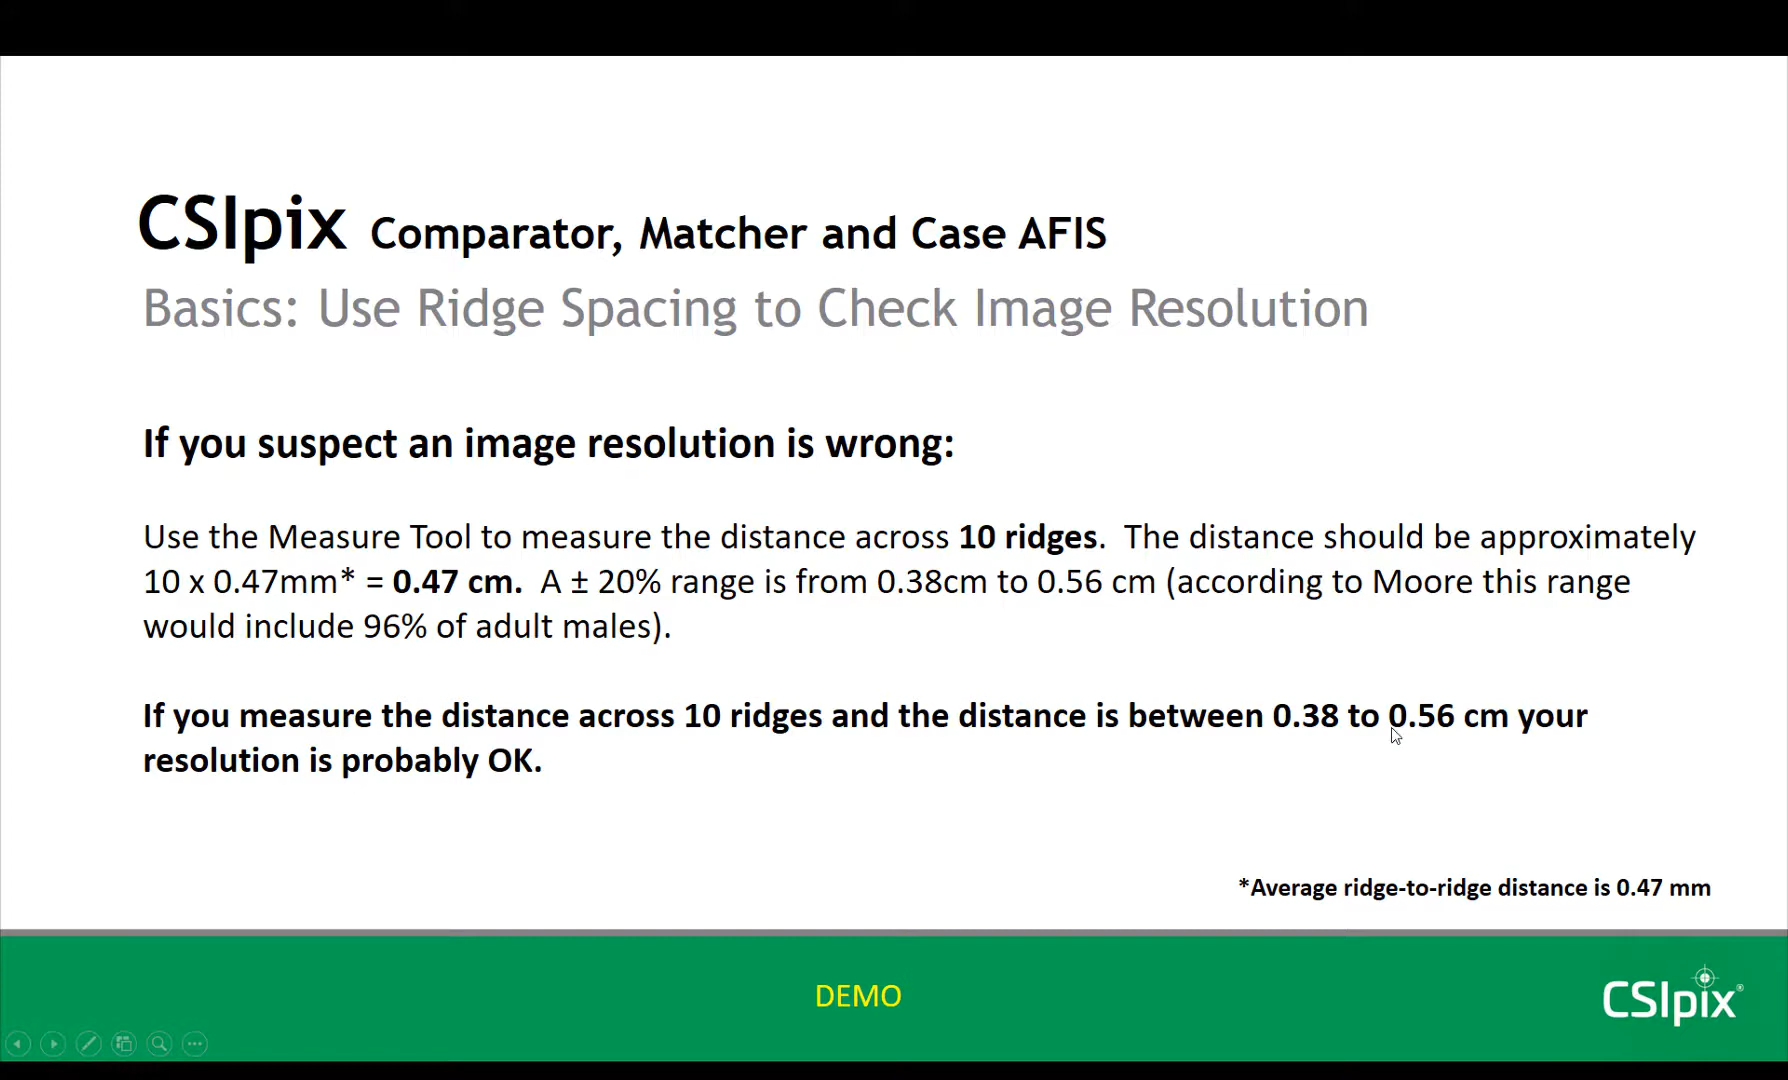 CSIpix Comparator, Matcher and Case AFIS
Basics: Use Ridge Spacing to Check Image Resolution
If you suspect an image resolution is wrong:
Use the Measure Tool to measure the distance across 10 ridges. The distance should be approximately
10 x 0.47mm* = 0.47 cm. A ± 20% range is from 0.38cm to 0.56 cm (according to Moore this range
would include 96% of adult males).
If you measure the distance across 10 ridges and the distance is between 0.38 to 0.56 cm your
resolution is probably OK.
*Average ridge-to-ridge distance is 0.47 mm
DEMO
CSIpix®